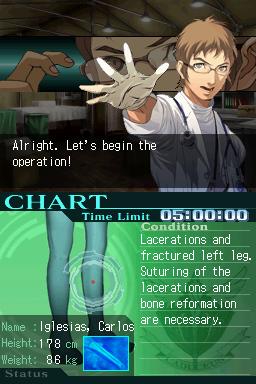 Alright. Let's begin the
operation!
CHART
Time Limit 05:00:00
Condition
Lacerations and
fractured left leg.
Suturing of the
lacerations and
bone reformation
are necessary.
Name :Iglesias, Carlos
Height:178 cm
Weight: 86 kg
Status